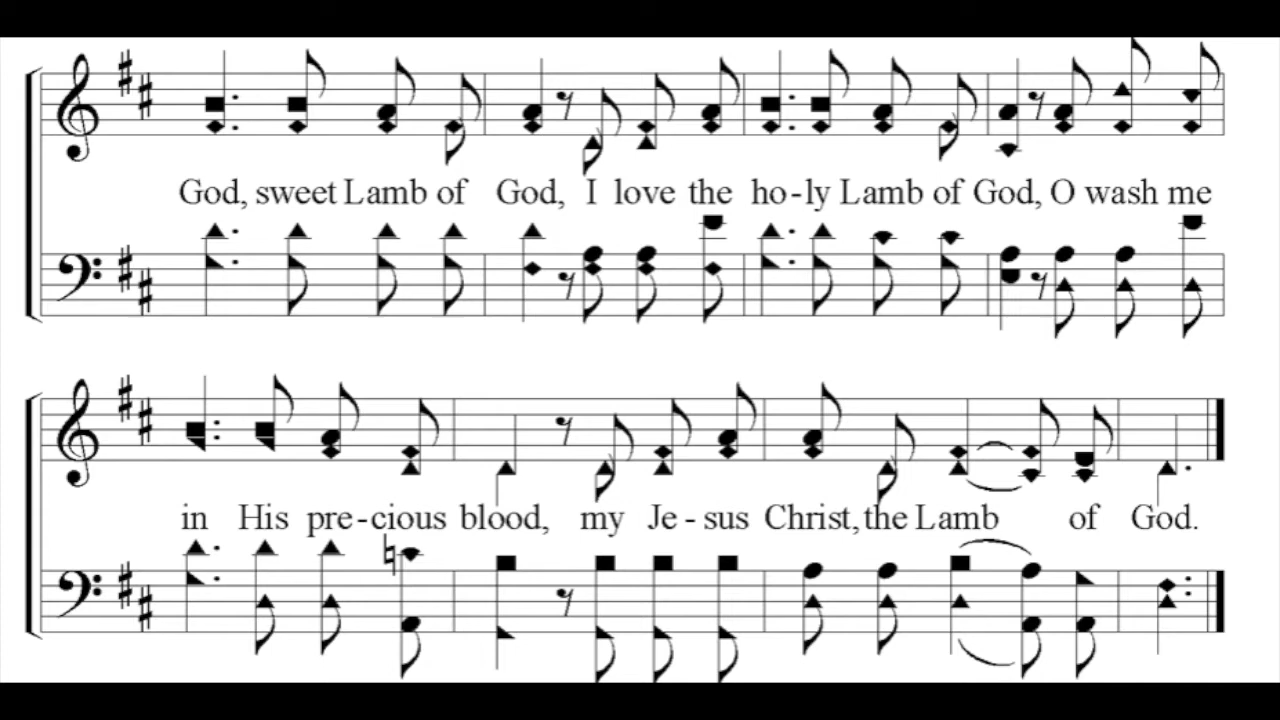 God, sweet Lamb of God, I love the ho-ly Lamb of God, O wash me
in His pre-cious blood, my Je-sus Christ, the Lamb of God.